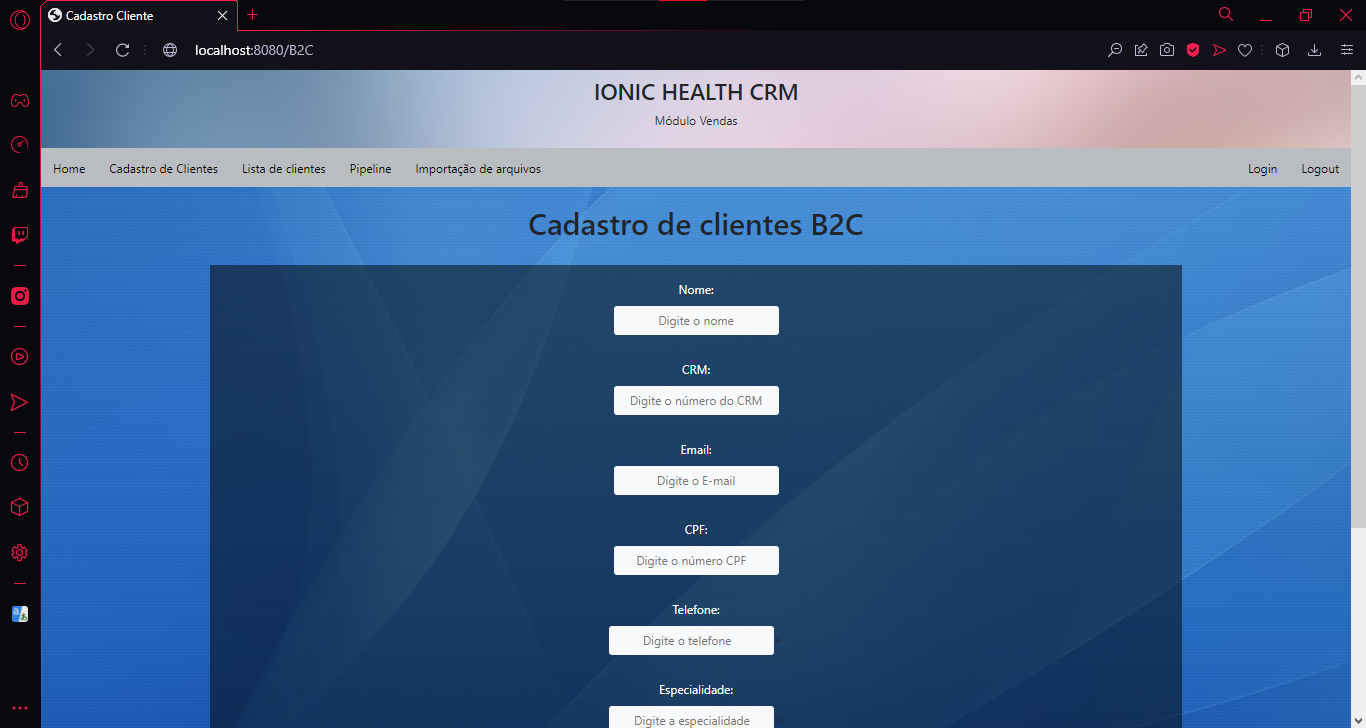 Cadastro Cliente
localhost:8080/B2C
IONIC HEALTH CRM
Módulo Vendas
Home Cadastro de Clientes Lista de clientes Pipeline Importação de arquivos Login Logout
Cadastro de clientes B2C
Nome:
Digite o nome
CRM:
Digite o número do CRM
Email:
Digite o E-mail
CPF:
Digite o número CPF
Telefone:
Digite o telefone
Especialidade:
Digite a especialidade